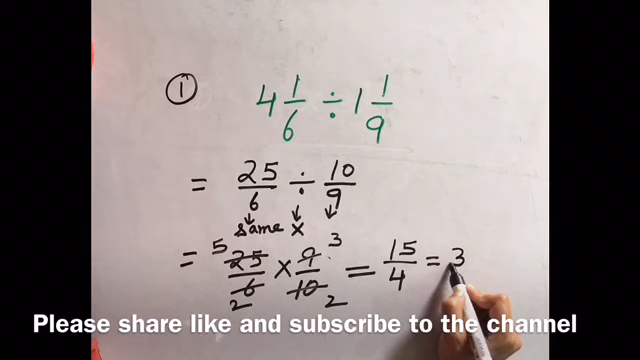 ① 4 1/6 ÷ 1 1/9
= 25/6 ÷ 10/9
↓ ↓ ↓
same ×
= 5 25/6 2 × 9 3/10 2 = 15/4 = 3
Please share like and subscribe to the channel